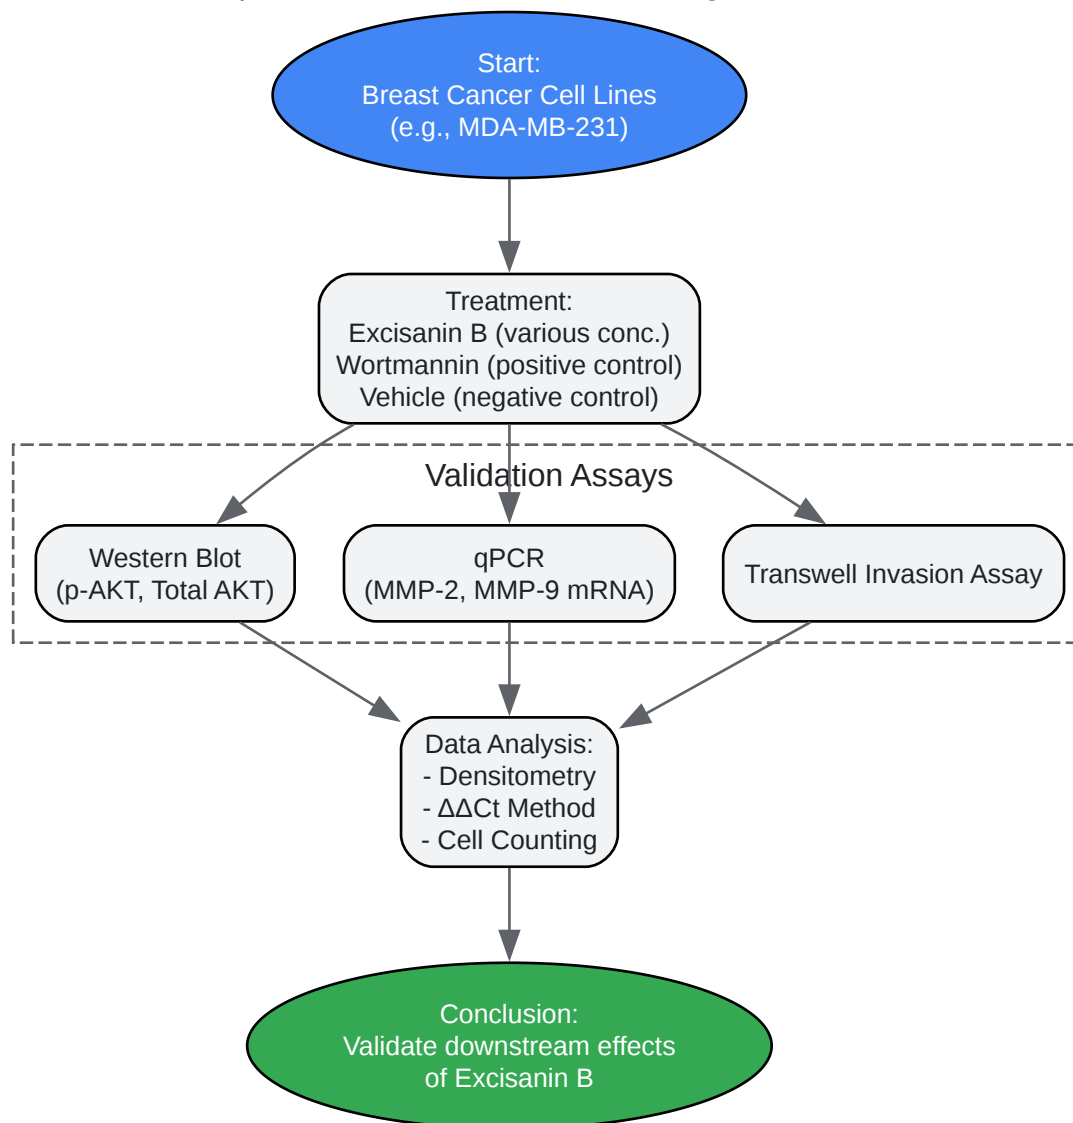 Start:
Breast Cancer Cell Lines
(e.g., MDA-MB-231)
Treatment:
Excisanin B (various conc.)
Wortmannin (positive control)
Vehicle (negative control)
Validation Assays
Western Blot
(p-AKT, Total AKT)
qPCR
(MMP-2, MMP-9 mRNA)
Transwell Invasion Assay
Data Analysis:
- Densitometry
- ΔΔCt Method
- Cell Counting
Conclusion:
Validate downstream effects
of Excisanin B